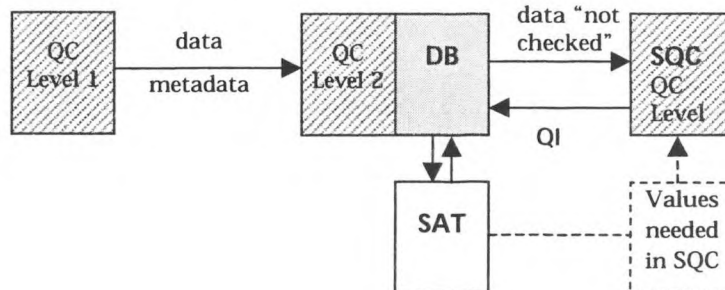 QC
Level 1
data
metadata
QC
Level 2
DB
data “not
checked”
SQC
QC
Level
QI
SAT
Values
needed
in SQC